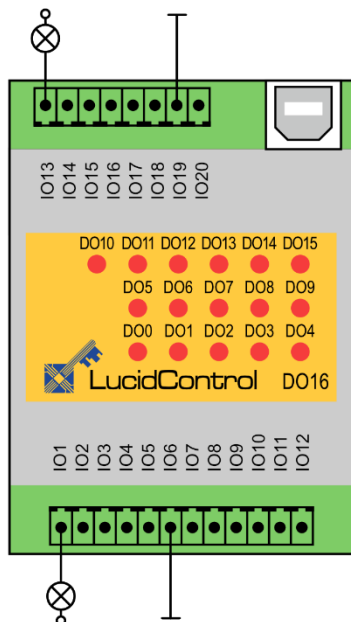 IO13 IO14 IO15 IO16 IO17 IO18 IO19 IO20
DO10 DO11 DO12 DO13 DO14 DO15
DO5 DO6 DO7 DO8 DO9
DO0 DO1 DO2 DO3 DO4
LucidControl DO16
IO1 IO2 IO3 IO4 IO5 IO6 IO7 IO8 IO9 IO10 IO11 IO12